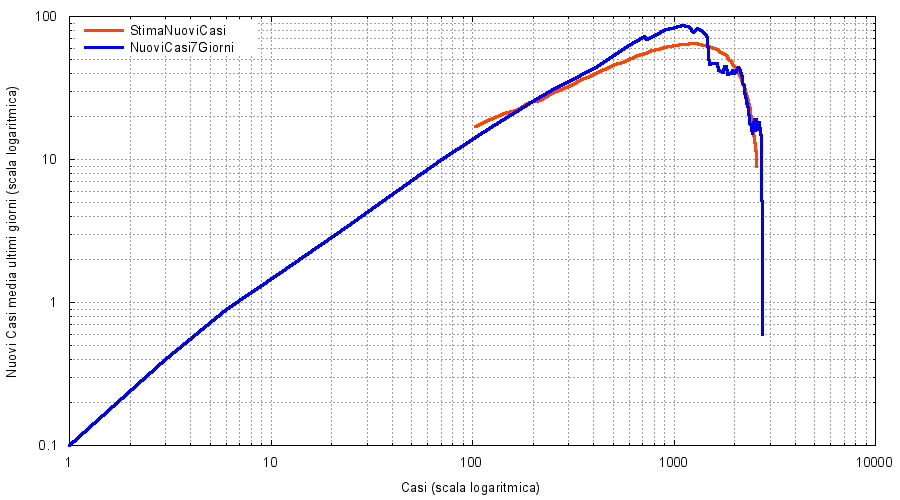 100
10
1
0.1
StimaNuoviCasi
NuoviCasi7Giorni
Nuovi Casi media ultimi giorni (scala logaritmica)
1
10
100
1000
10000
Casi (scala logaritmica)